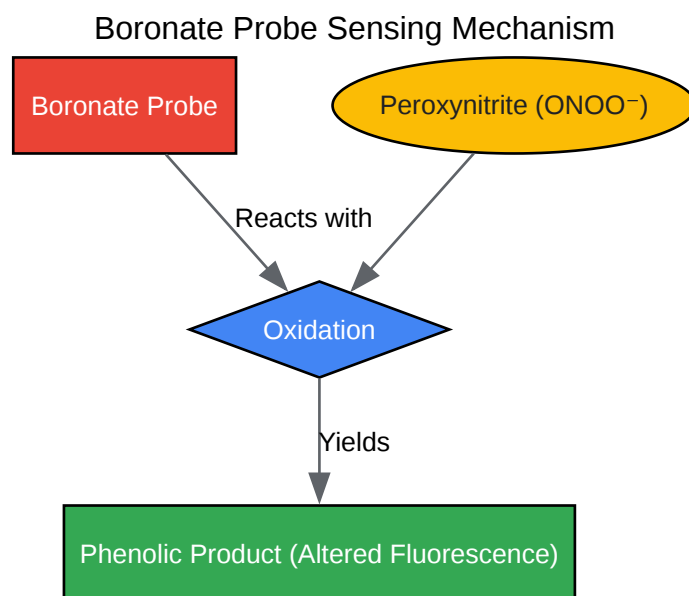 Boronate Probe Sensing Mechanism
Boronate Probe
Peroxynitrite (ONOO⁻)
Reacts with
Oxidation
Yields
Phenolic Product (Altered Fluorescence)